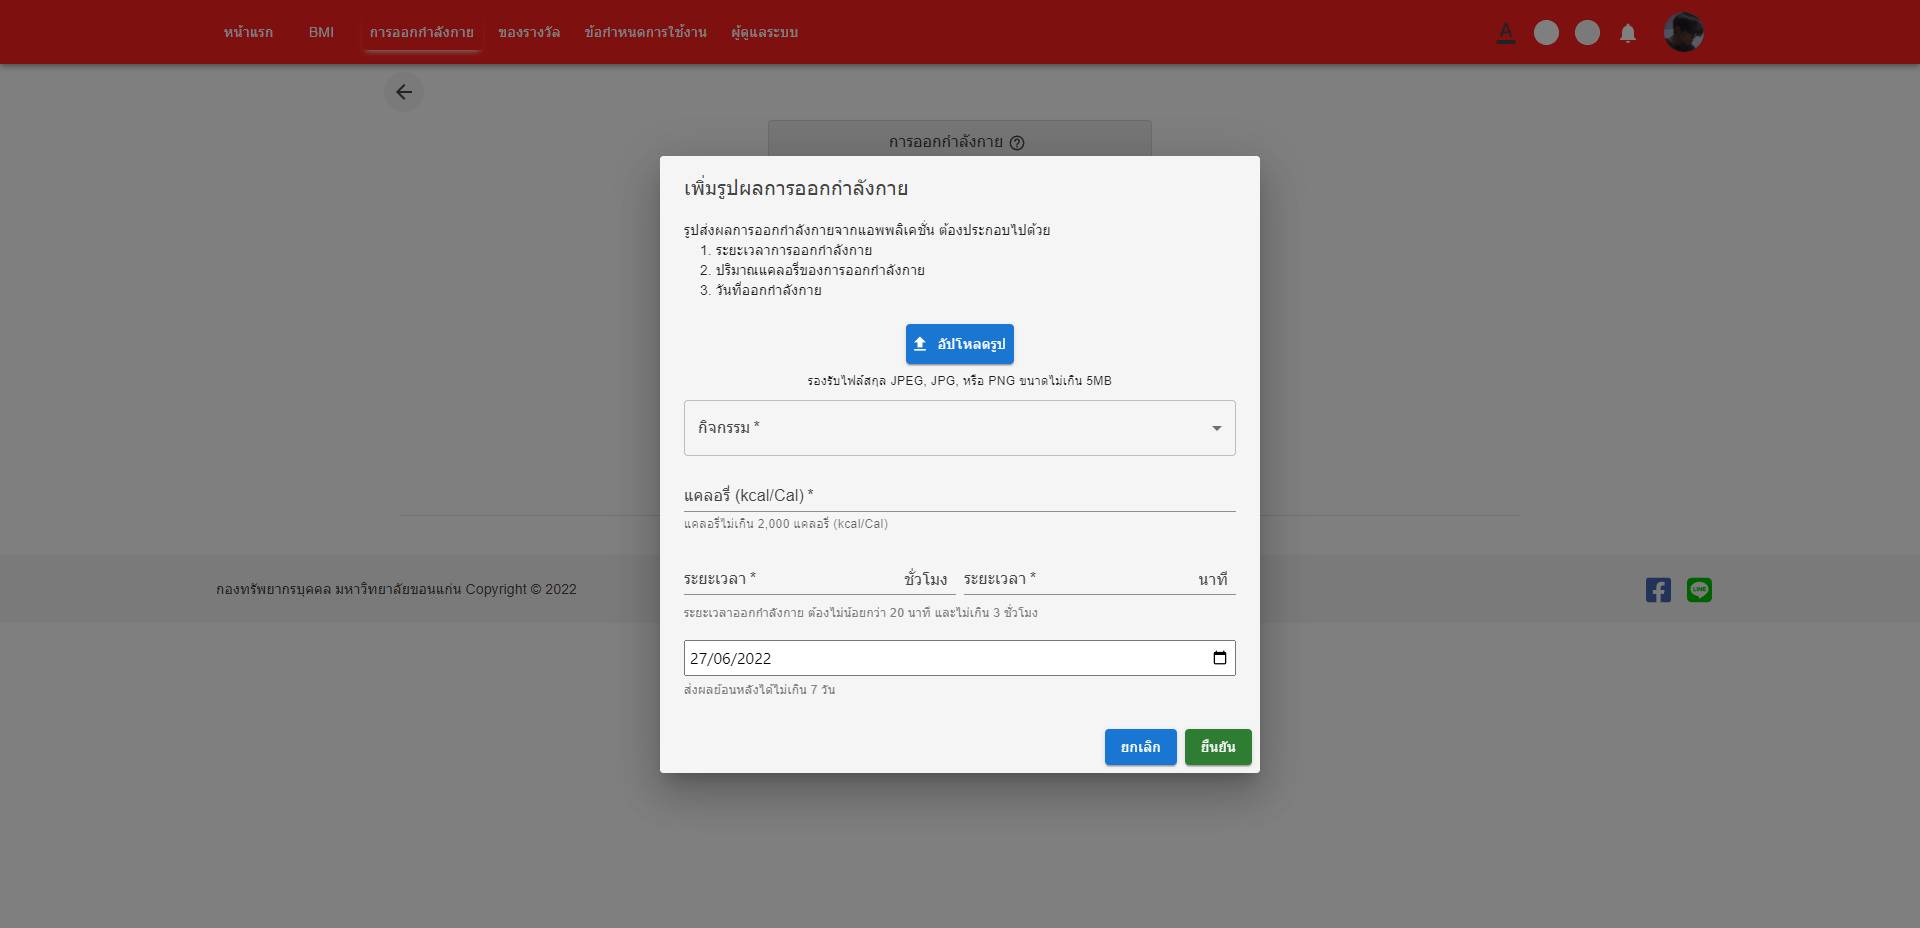 หน้าแรก BMI การออกกำลังกาย ของรางวัล ข้อกำหนดการใช้งาน ผู้ดูแลระบบ A
การออกกำลังกาย
เพิ่มรูปผลการออกกำลังกาย
รูปส่งผลการออกกำลังกายจากแอพพลิเคชั่น ต้องประกอบไปด้วย
1. ระยะเวลาการออกกำลังกาย
2. ปริมาณแคลอรี่ของการออกกำลังกาย
3. วันที่ออกกำลังกาย
อัปโหลดรูป
รองรับไฟล์สกุล JPEG, JPG, หรือ PNG ขนาดไม่เกิน 5MB
กิจกรรม *
แคลอรี่ (kcal/Cal) *
แคลอรี่ไม่เกิน 2,000 แคลอรี่ (kcal/Cal)
ระยะเวลา * ชั่วโมง ระยะเวลา * นาที
ระยะเวลาออกกำลังกาย ต้องไม่น้อยกว่า 20 นาที และไม่เกิน 3 ชั่วโมง
27/06/2022
ส่งผลย้อนหลังได้ไม่เกิน 7 วัน
ยกเลิก ยืนยัน
กองทรัพยากรบุคคล มหาวิทยาลัยขอนแก่น Copyright © 2022
LINE